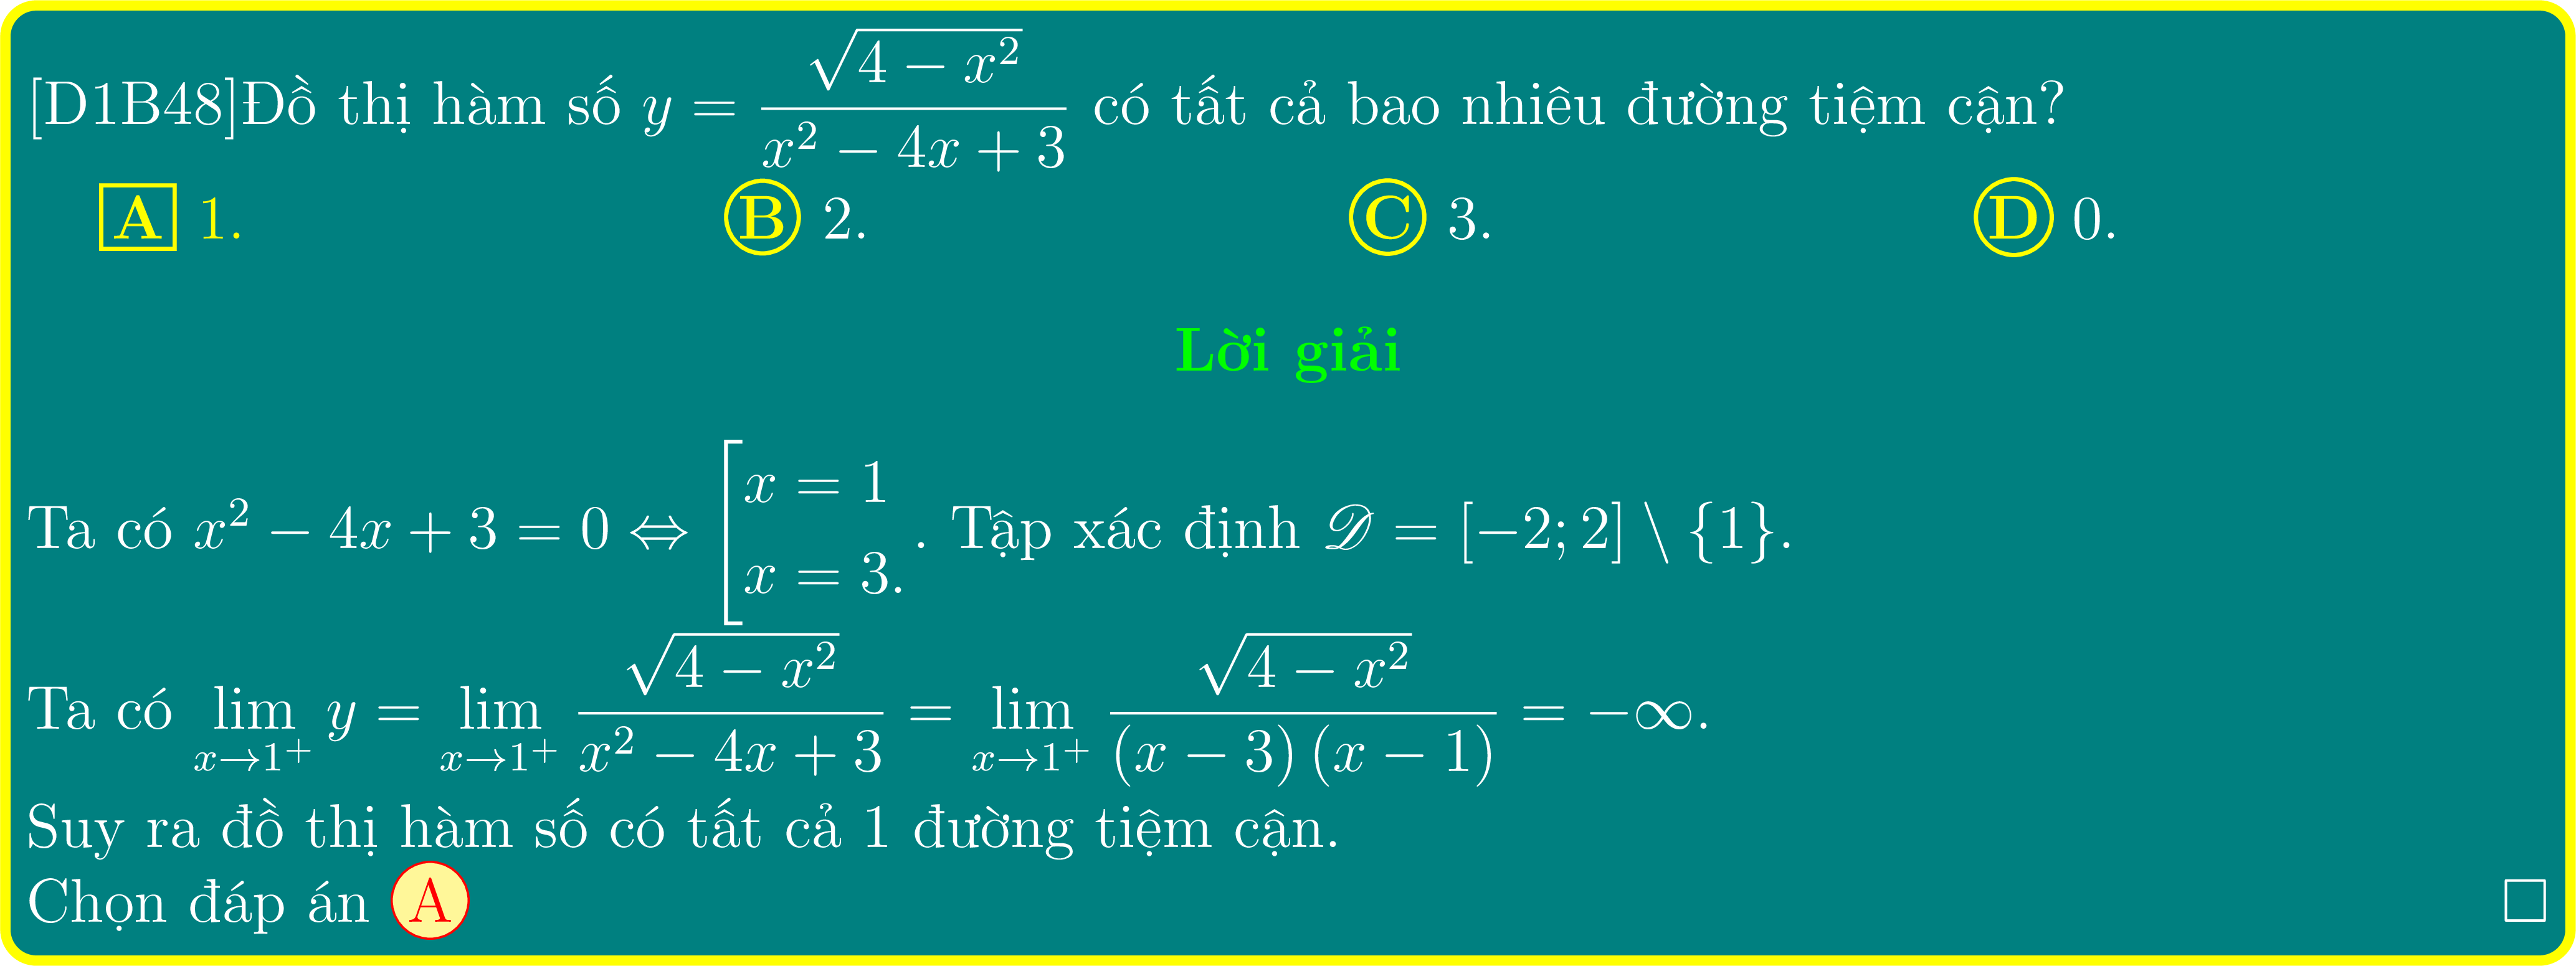 [D1B48]Đồ thị hàm số $y = \dfrac{\sqrt{4 - x^2}}{x^2 - 4x + 3}$ có tất cả bao nhiêu đường tiệm cận?
A 1. B 2. C 3. D 0.
Lời giải
Ta có $x^2 - 4x + 3 = 0 \Leftrightarrow \left[\begin{array}{l} x = 1 \\ x = 3. \end{array}\right.$. Tập xác định $\mathscr{D} = [-2; 2] \setminus \{1\}$.
Ta có $\lim\limits_{x \to 1^+} y = \lim\limits_{x \to 1^+} \dfrac{\sqrt{4 - x^2}}{x^2 - 4x + 3} = \lim\limits_{x \to 1^+} \dfrac{\sqrt{4 - x^2}}{(x - 3)(x - 1)} = -\infty$.
Suy ra đồ thị hàm số có tất cả 1 đường tiệm cận.
Chọn đáp án A □